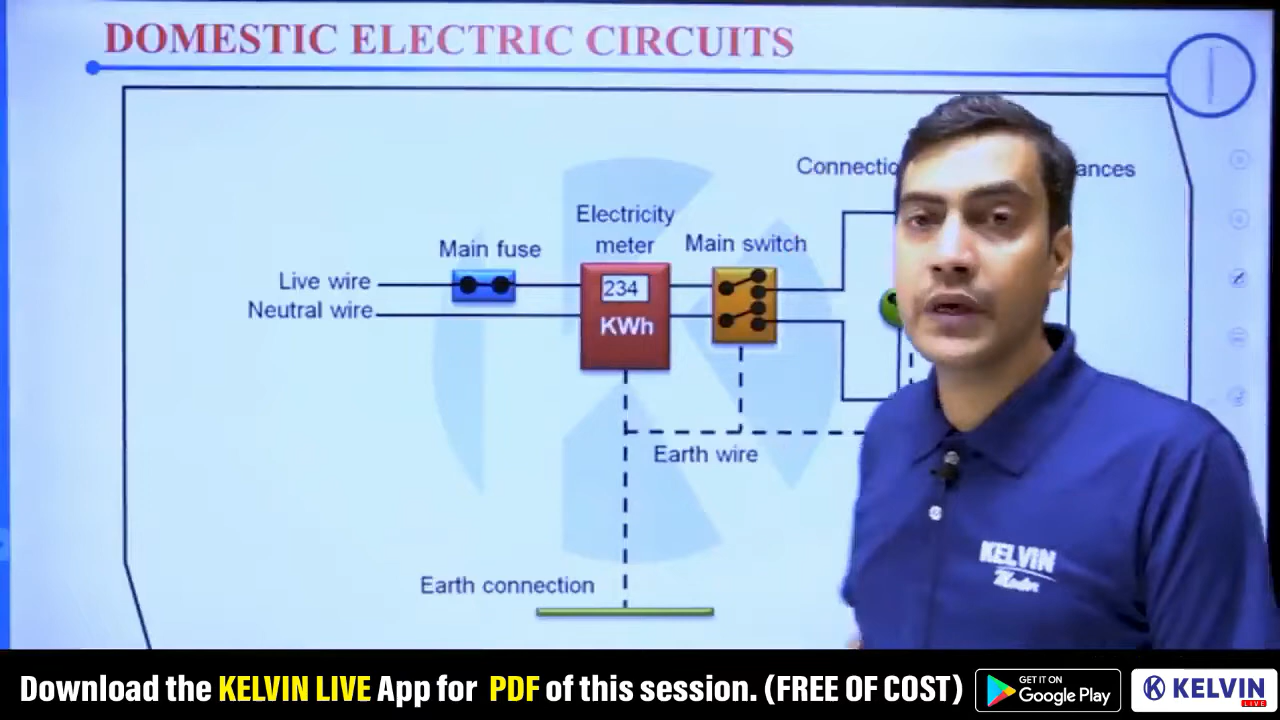 DOMESTIC ELECTRIC CIRCUITS
Connectio
ances
Electricity
meter
Main fuse
Main switch
Live wire
Neutral wire
234
KWh
Earth wire
Earth connection
KELVIN
Download the KELVIN LIVE App for PDF of this session. (FREE OF COST)
GET IT ON
Google Play
KELVIN
LIVE